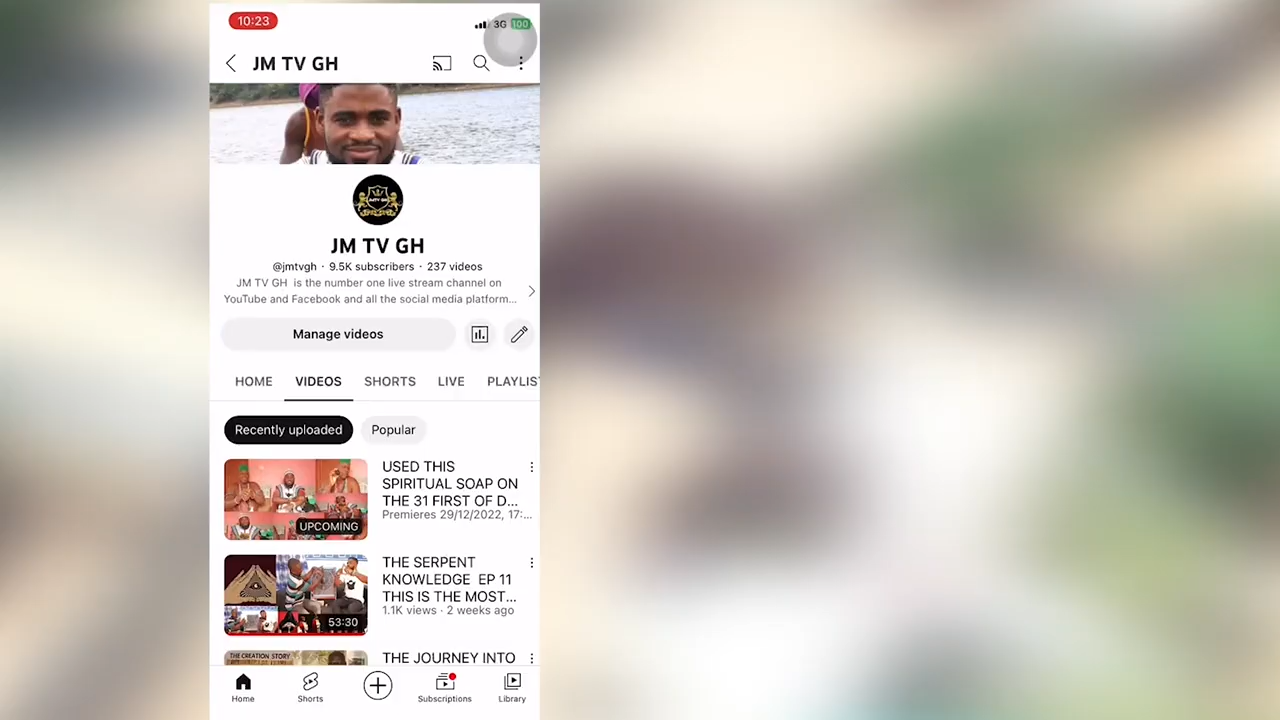 10:23
3G 100
JM TV GH
JMTV GH
JM TV GH
@jmtvgh · 9.5K subscribers · 237 videos
JM TV GH is the number one live stream channel on
YouTube and Facebook and all the social media platform...
Manage videos
HOME VIDEOS SHORTS LIVE PLAYLIS
Recently uploaded Popular
USED THIS
SPIRITUAL SOAP ON
THE 31 FIRST OF D...
Premieres 29/12/2022, 17:...
UPCOMING
THE SERPENT
KNOWLEDGE EP 11
THIS IS THE MOST...
1.1K views · 2 weeks ago
53:30
THE CREATION STORY
THE JOURNEY INTO
Home Shorts Subscriptions Library